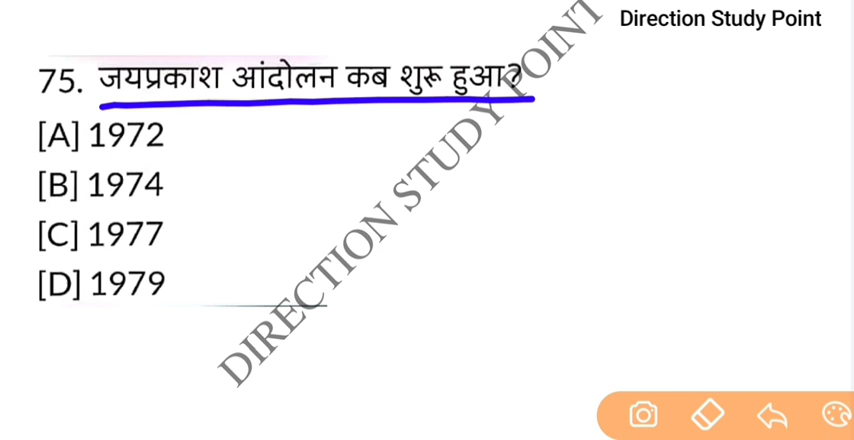 Direction Study Point
75. जयप्रकाश आंदोलन कब शुरू हुआ?
[A] 1972
[B] 1974
[C] 1977
[D] 1979
DIRECTION STUDY POINT